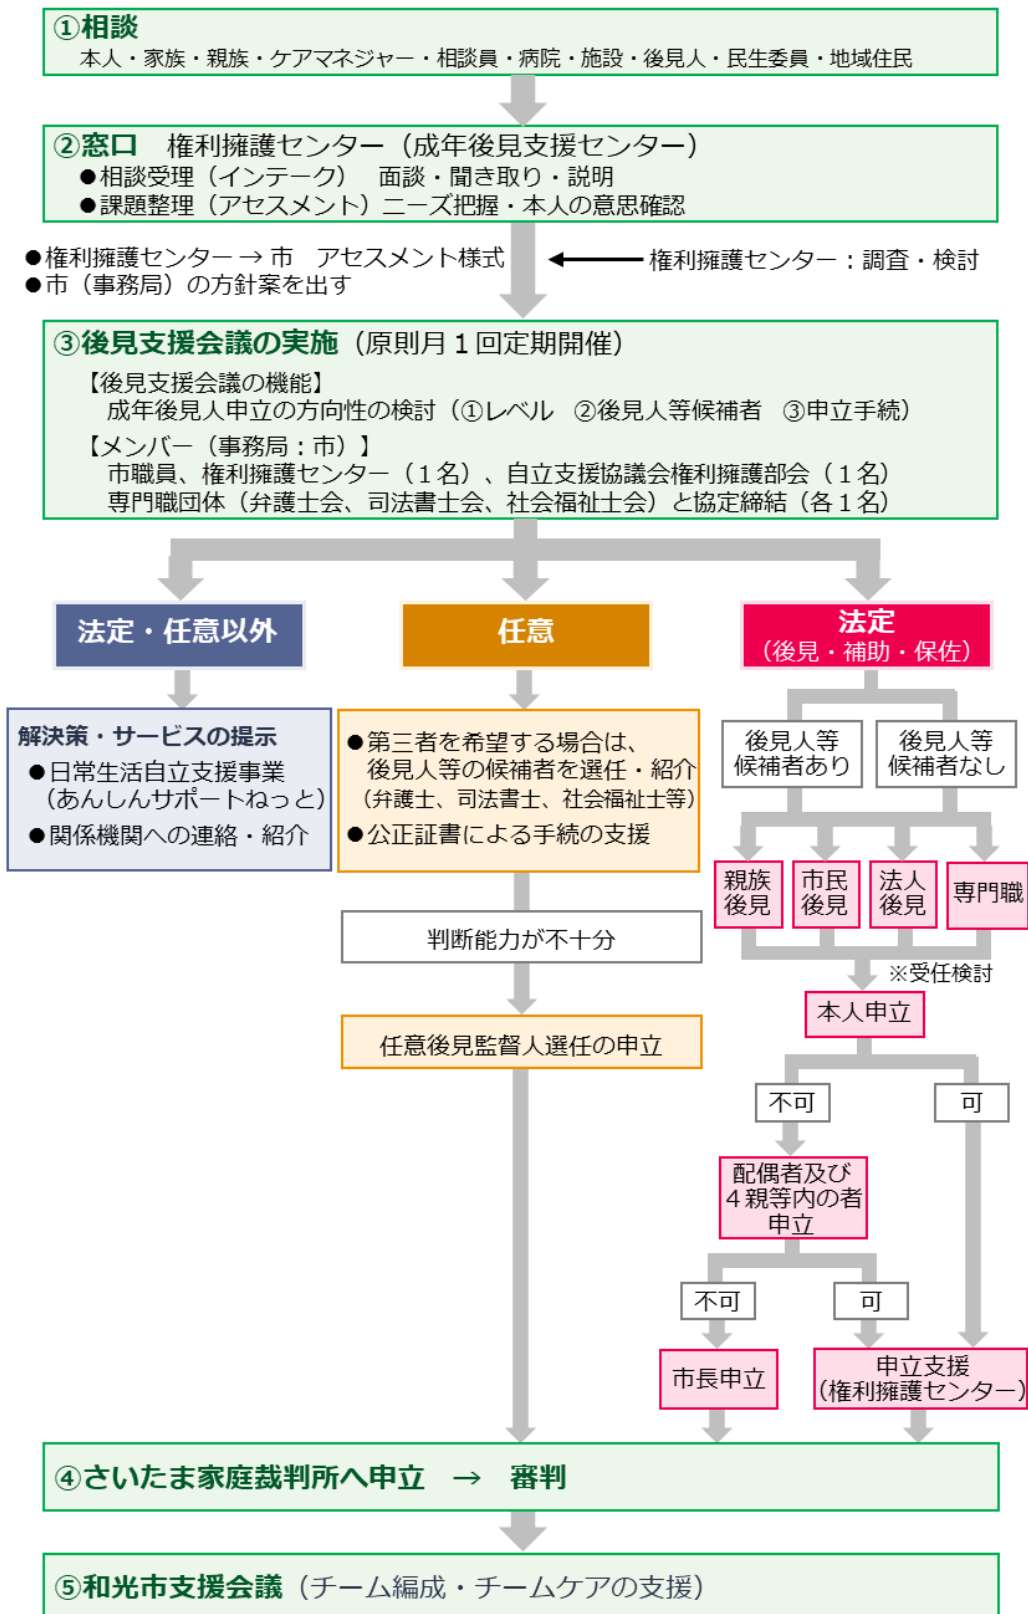 ①相談
本人・家族・親族・ケアマネジャー・相談員・病院・施設・後見人・民生委員・地域住民
②窓口　権利擁護センター（成年後見支援センター）
●相談受理（インテーク）　面談・聞き取り・説明
●課題整理（アセスメント）ニーズ把握・本人の意思確認
●権利擁護センター → 市　アセスメント様式
●市（事務局）の方針案を出す
権利擁護センター：調査・検討
③後見支援会議の実施（原則月１回定期開催）
【後見支援会議の機能】
成年後見人申立の方向性の検討（①レベル　②後見人等候補者　③申立手続）
【メンバー（事務局：市）】
市職員、権利擁護センター（１名）、自立支援協議会権利擁護部会（１名）
専門職団体（弁護士会、司法書士会、社会福祉士会）と協定締結（各１名）
法定・任意以外
解決策・サービスの提示
●日常生活自立支援事業
（あんしんサポートねっと）
●関係機関への連絡・紹介
任意
●第三者を希望する場合は、
後見人等の候補者を選任・紹介
（弁護士、司法書士、社会福祉士等）
●公正証書による手続の支援
判断能力が不十分
任意後見監督人選任の申立
法定
（後見・補助・保佐）
後見人等
候補者あり
後見人等
候補者なし
親族
後見
市民
後見
法人
後見
専門職
※受任検討
本人申立
不可
可
配偶者及び
４親等内の者
申立
不可
可
市長申立
申立支援
（権利擁護センター）
④さいたま家庭裁判所へ申立　→　審判
⑤和光市支援会議（チーム編成・チームケアの支援）